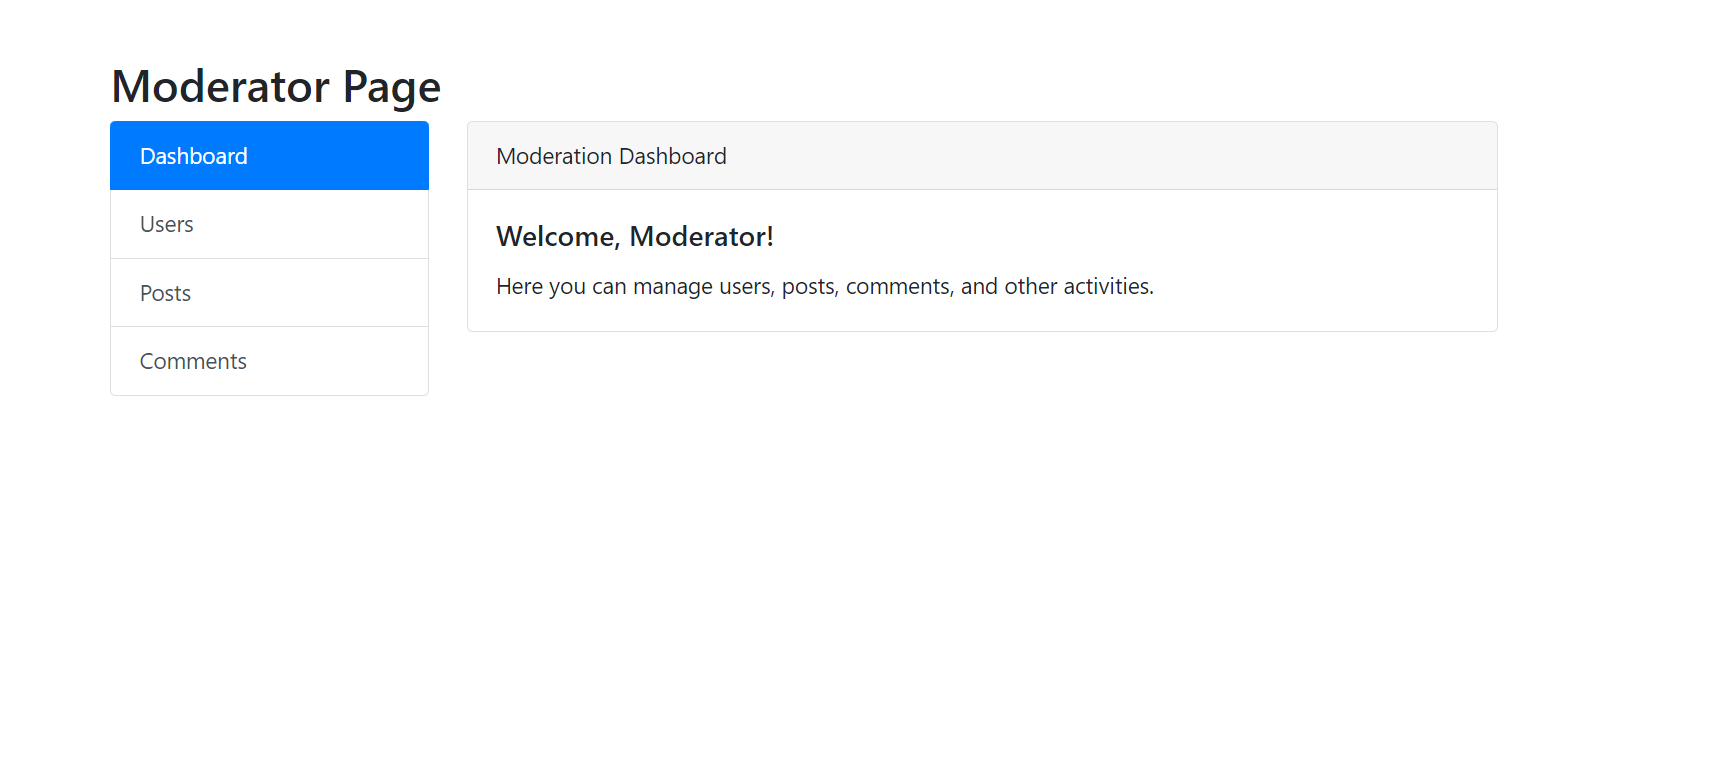 Moderator Page
Dashboard
Users
Posts
Comments
Moderation Dashboard
Welcome, Moderator!
Here you can manage users, posts, comments, and other activities.